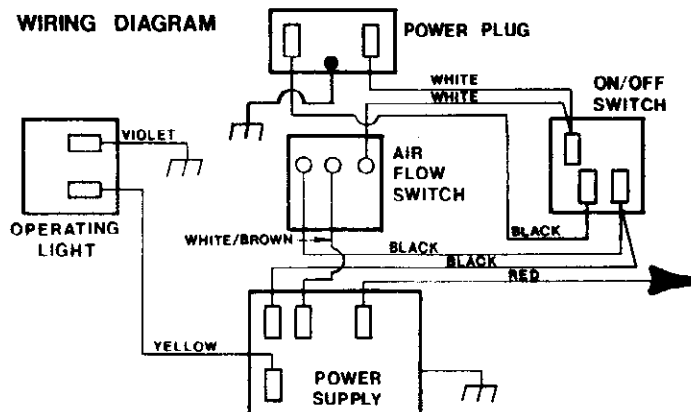 WIRING DIAGRAM
POWER PLUG
WHITE
WHITE
ON/OFF
SWITCH
VIOLET
AIR
FLOW
SWITCH
OPERATING
LIGHT
WHITE/BROWN
BLACK
BLACK
BLACK
RED
YELLOW
POWER
SUPPLY